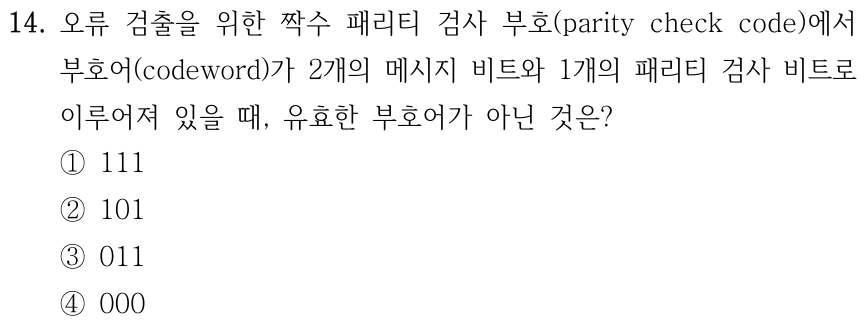 14. 오류 검출을 위한 짝수 패리티 검사 부호(parity check code)에서
부호어(codeword)가 2개의 메시지 비트와 1개의 패리티 검사 비트로
이루어져 있을 때, 유효한 부호어가 아닌 것은?
① 111
② 101
③ 011
④ 000